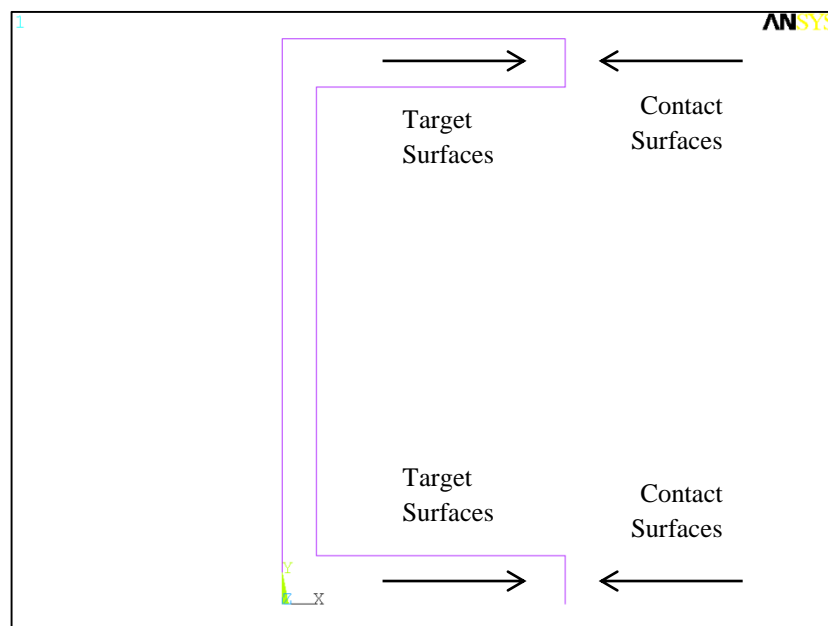 1
ANSYS
Target
Surfaces
Contact
Surfaces
Target
Surfaces
Contact
Surfaces
Y
Z X